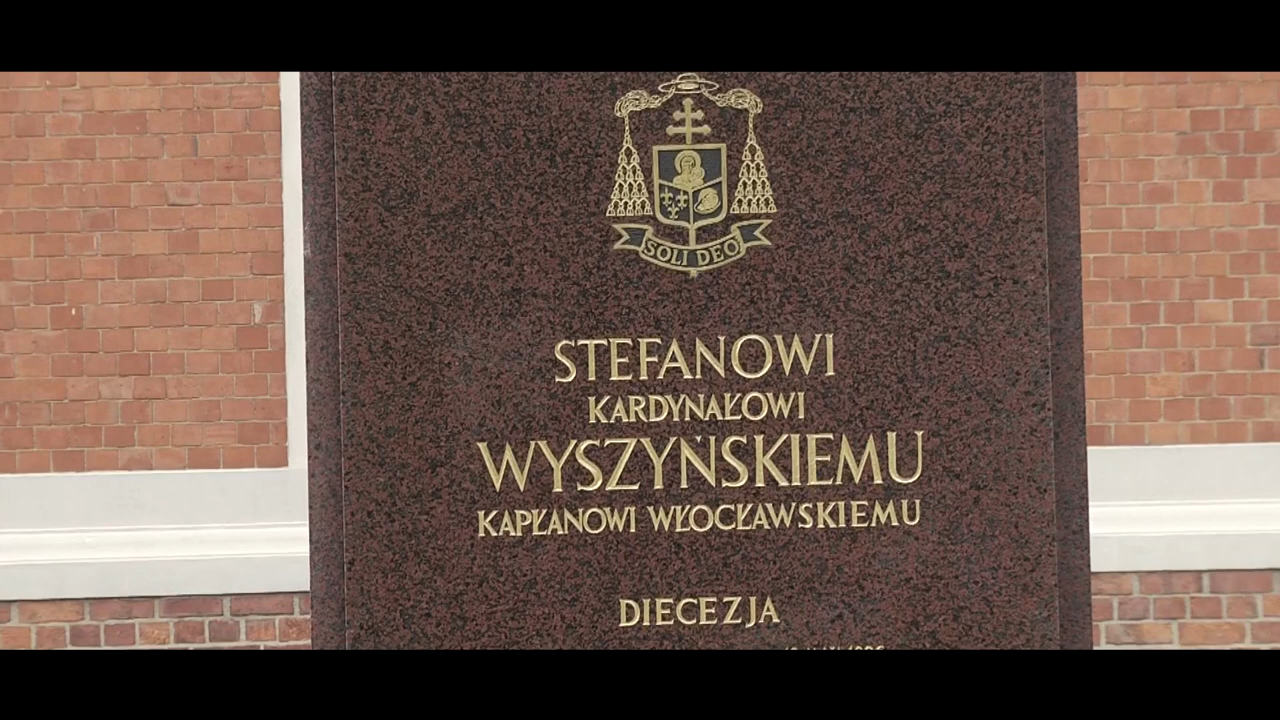 SOLI DEO
STEFANOWI
KARDYNAŁOWI
WYSZYŃSKIEMU
KAPŁANOWI WŁOCŁAWSKIEMU
DIECEZJA